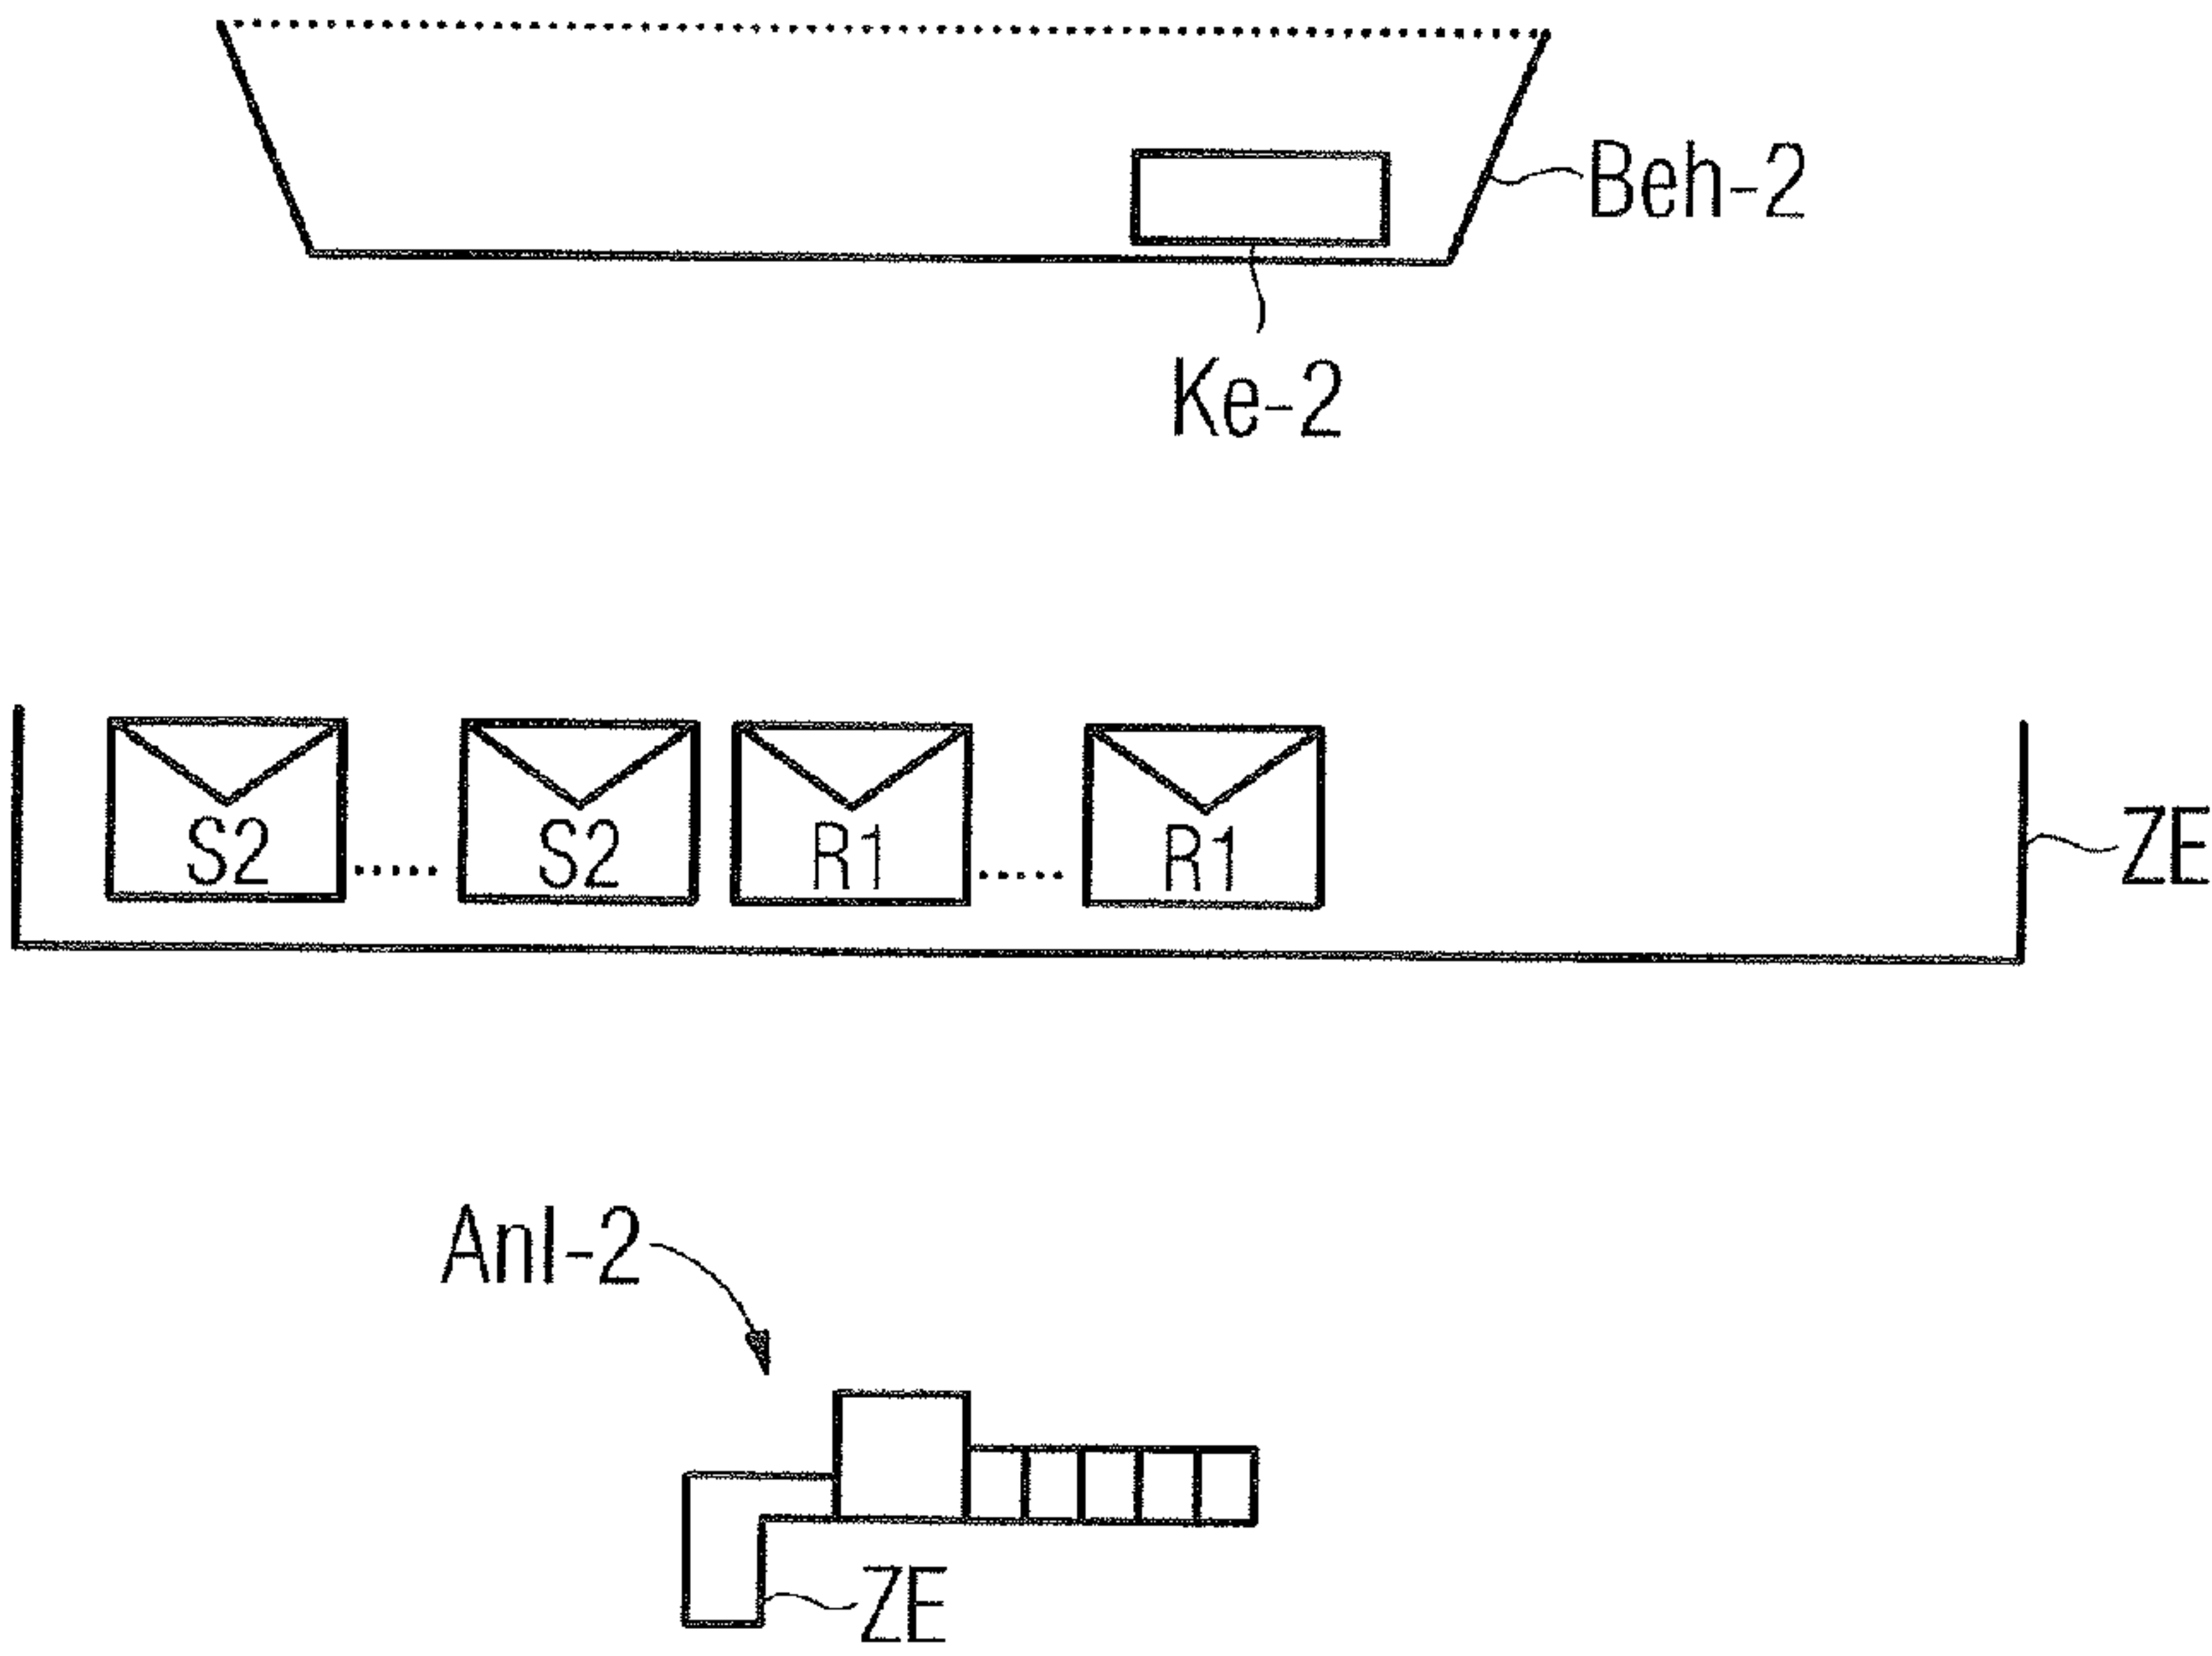 Beh-2
Ke-2
S2 ..... S2 R1 ..... R1
ZE
Anl-2
ZE